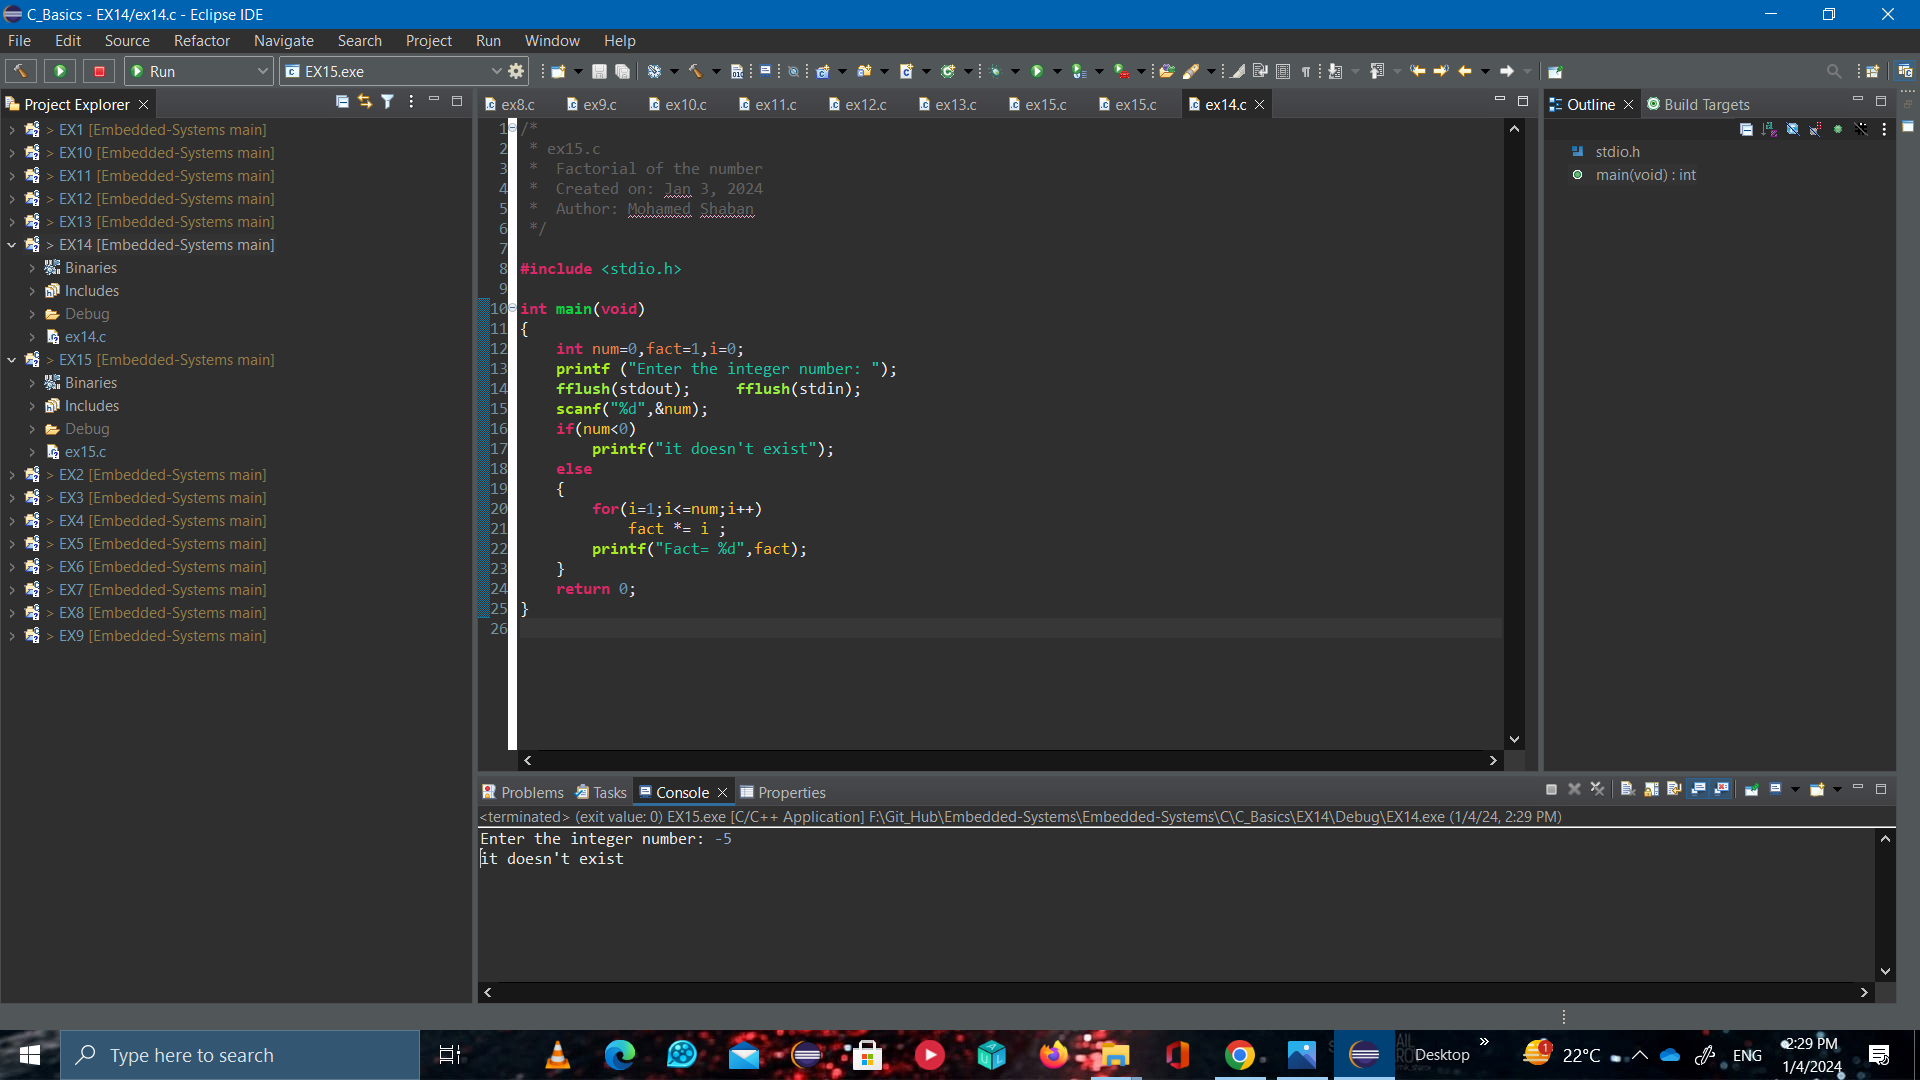 C_Basics - EX14/ex14.c - Eclipse IDE
File Edit Source Refactor Navigate Search Project Run Window Help
Run EX15.exe
Project Explorer
> EX1 [Embedded-Systems main]
> EX10 [Embedded-Systems main]
> EX11 [Embedded-Systems main]
> EX12 [Embedded-Systems main]
> EX13 [Embedded-Systems main]
> EX14 [Embedded-Systems main]
Binaries
Includes
Debug
ex14.c
> EX15 [Embedded-Systems main]
Binaries
Includes
Debug
ex15.c
> EX2 [Embedded-Systems main]
> EX3 [Embedded-Systems main]
> EX4 [Embedded-Systems main]
> EX5 [Embedded-Systems main]
> EX6 [Embedded-Systems main]
> EX7 [Embedded-Systems main]
> EX8 [Embedded-Systems main]
> EX9 [Embedded-Systems main]
ex8.c ex9.c ex10.c ex11.c ex12.c ex13.c ex15.c ex15.c ex14.c
1 /*
2 * ex15.c
3 * Factorial of the number
4 * Created on: Jan 3, 2024
5 * Author: Mohamed Shaban
6 */
7
8 #include <stdio.h>
9
10 int main(void)
11 {
12 int num=0,fact=1,i=0;
13 printf ("Enter the integer number: ");
14 fflush(stdout); fflush(stdin);
15 scanf("%d",&num);
16 if(num<0)
17 printf("it doesn't exist");
18 else
19 {
20 for(i=1;i<=num;i++)
21 fact *= i ;
22 printf("Fact= %d",fact);
23 }
24 return 0;
25 }
26
Outline Build Targets
stdio.h
main(void) : int
Problems Tasks Console Properties
<terminated> (exit value: 0) EX15.exe [C/C++ Application] F:\Git_Hub\Embedded-Systems\Embedded-Systems\C\C_Basics\EX14\Debug\EX14.exe (1/4/24, 2:29 PM)
Enter the integer number: -5
it doesn't exist
Type here to search
Desktop
1
22°C
ENG
2:29 PM
1/4/2024